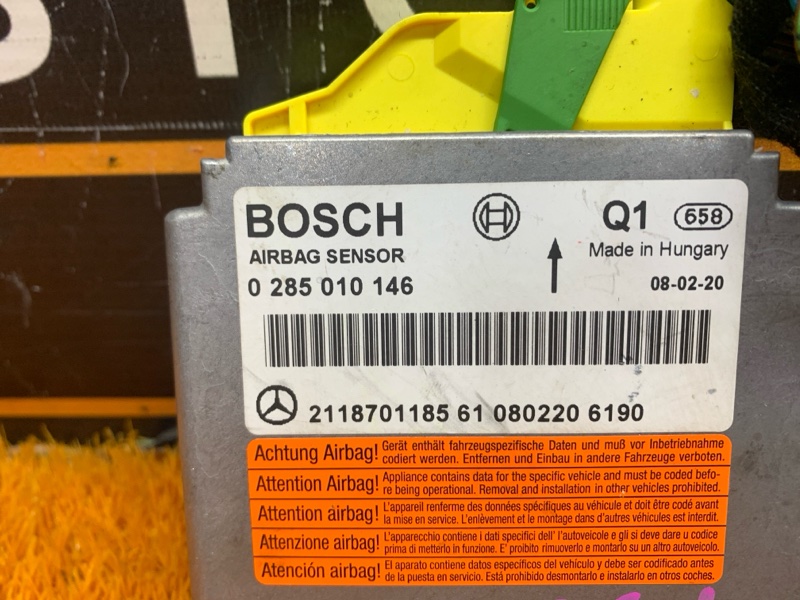 BOSCH
AIRBAG SENSOR
0 285 010 146
Q1 658
Made in Hungary
08-02-20
2118701185 61 080220 6190
Achtung Airbag! Gerät enthält fahrzeugspezifische Daten und muß vor Inbetriebnahme
codiert werden. Entfernen und Einbau in andere Fahrzeuge verboten.
Attention Airbag! Appliance contains data for the specific vehicle and must be coded befo-
re being operational. Removal and installation in other vehicles prohibited.
Attention airbag! L'appareil renferme des données spécifiques au véhicule et doit être codé avant
la mise en service. L'enlèvement et le montage dans d'autres véhicules est interdit.
Attenzione airbag! L'apparecchio contiene i dati specifici dell' l'autoveicolo e gli si deve dare u codice
prima di metterlo in funzione. E' proibito rimuoverlo e montarlo su un altro autoveicolo.
Atención airbag! El aparato contiene datos específicos del vehículo y debe ser codificado antes
de la puesta en servicio. Está prohibido desmontarlo e instalarlo en otros coches.